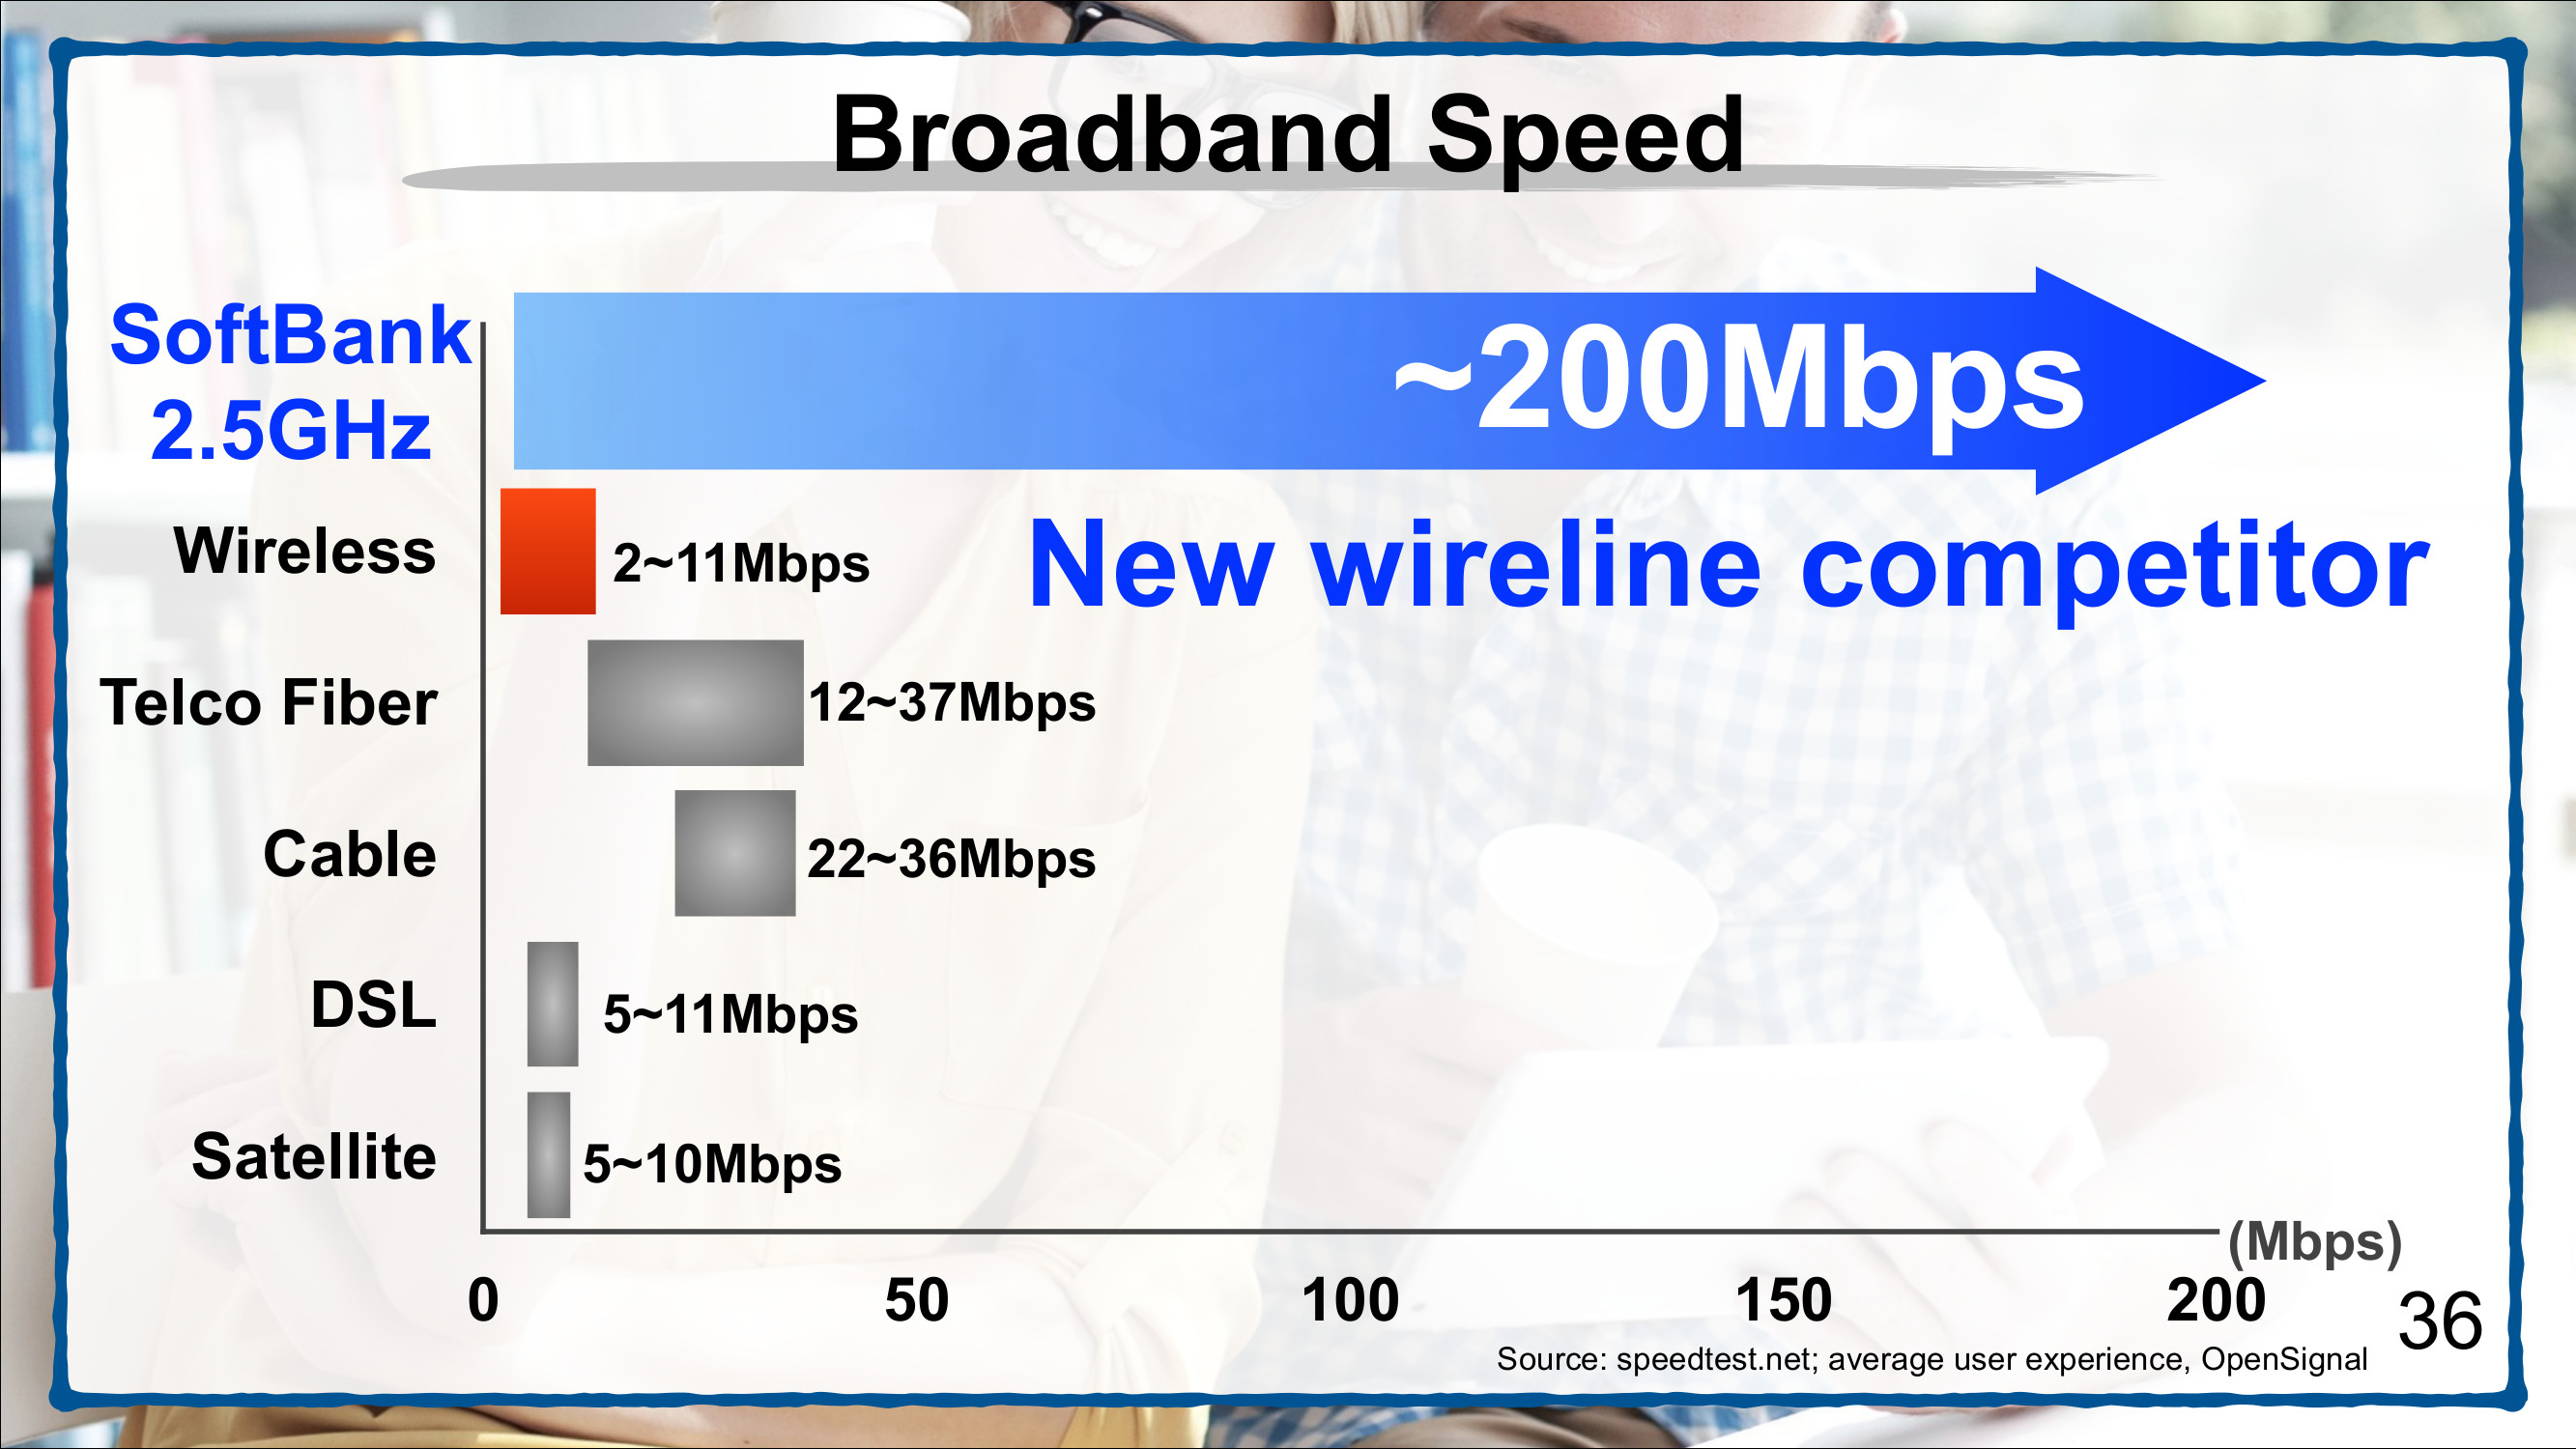 Broadband Speed
SoftBank
2.5GHz
~200Mbps
Wireless
2~11Mbps
New wireline competitor
Telco Fiber
12~37Mbps
Cable
22~36Mbps
DSL
5~11Mbps
Satellite
5~10Mbps
(Mbps)
0 50 100 150 200
36
Source: speedtest.net; average user experience, OpenSignal